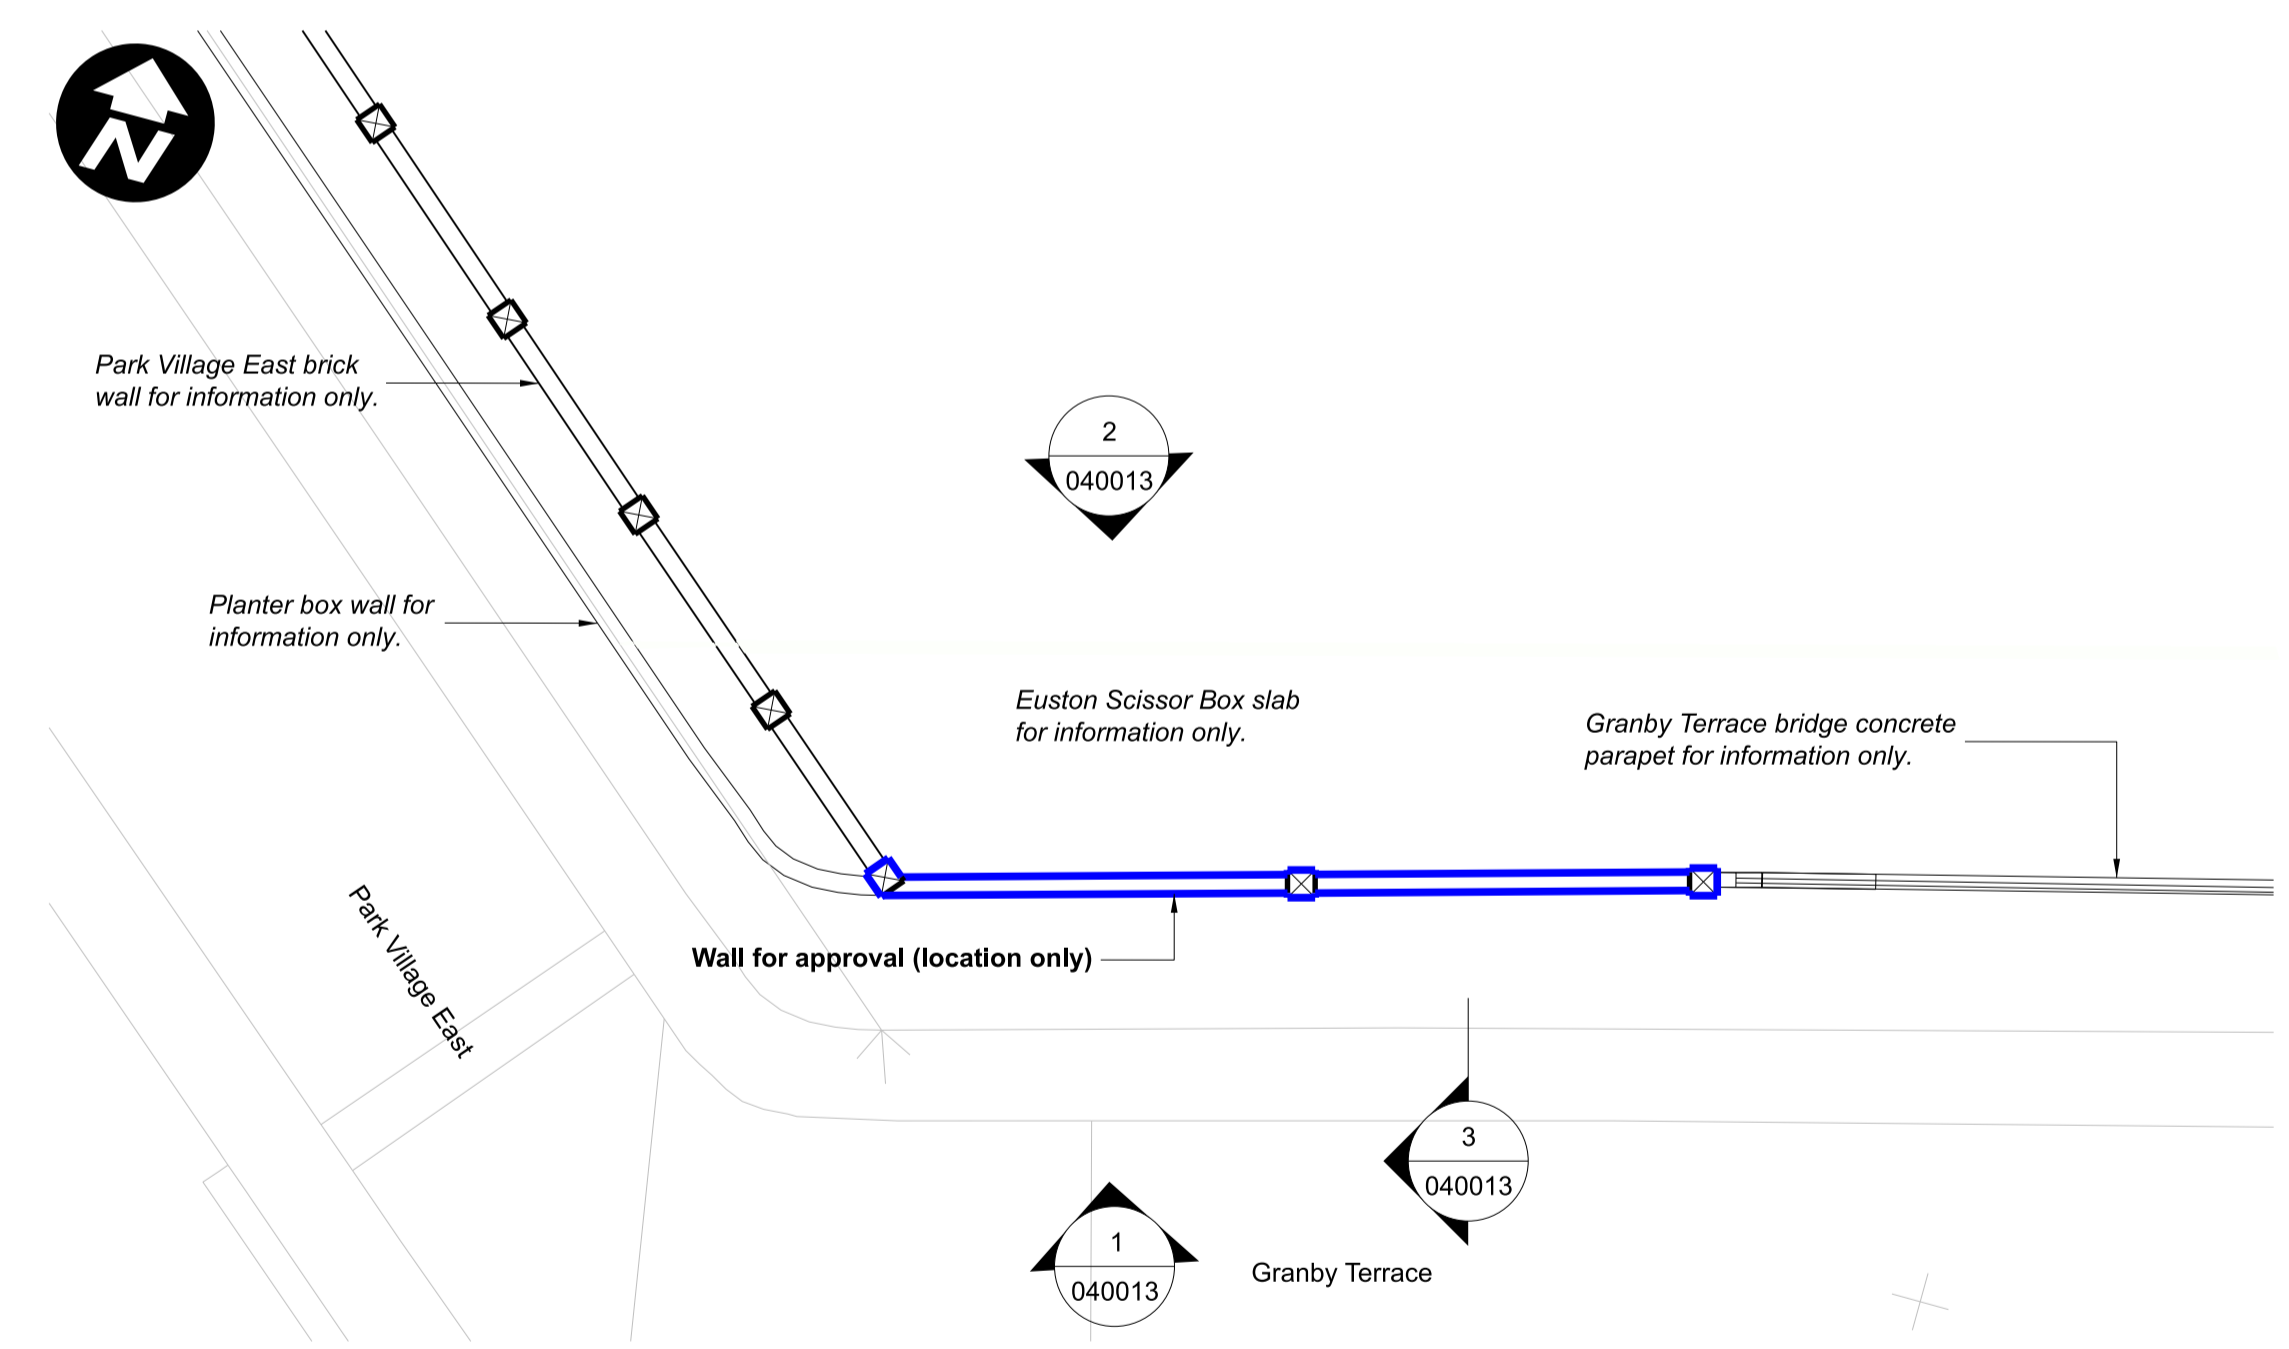 N
Park Village East brick
wall for information only.
2
040013
Planter box wall for
information only.
Euston Scissor Box slab
for information only.
Granby Terrace bridge concrete
parapet for information only.
Park Village East
Wall for approval (location only)
3
040013
1
040013
Granby Terrace